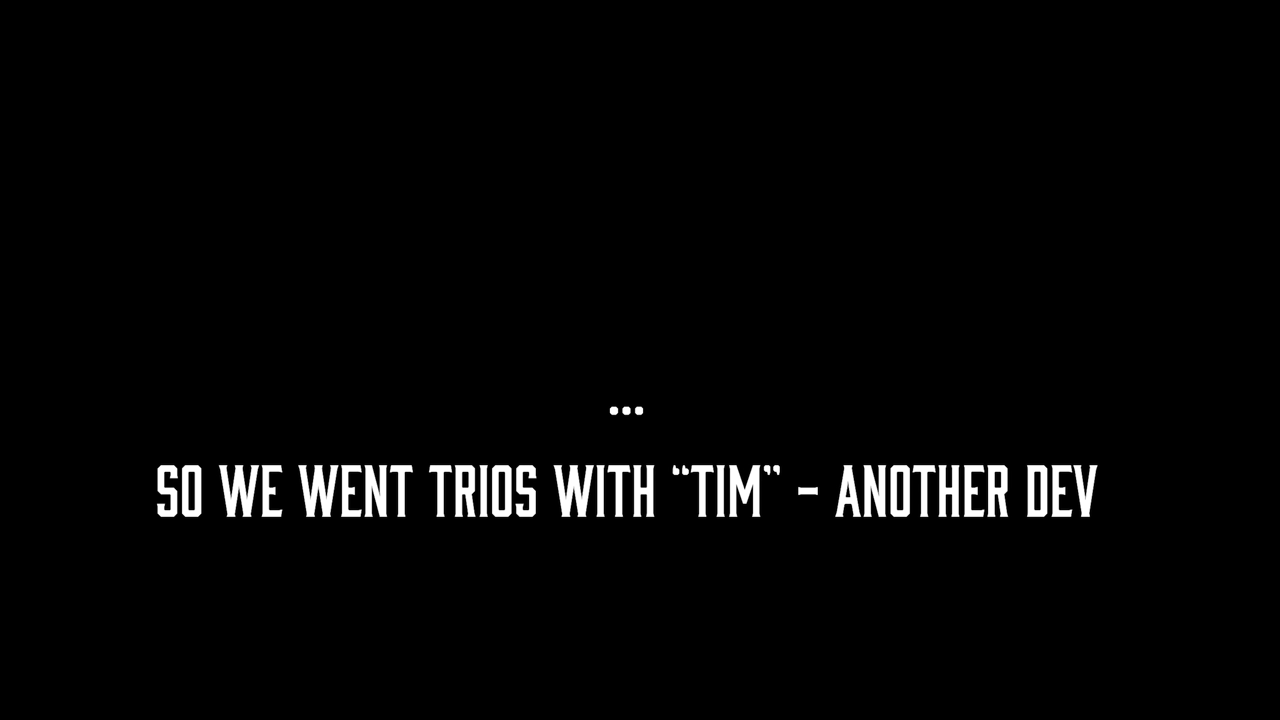 ...
SO WE WENT TRIOS WITH “TIM” - ANOTHER DEV